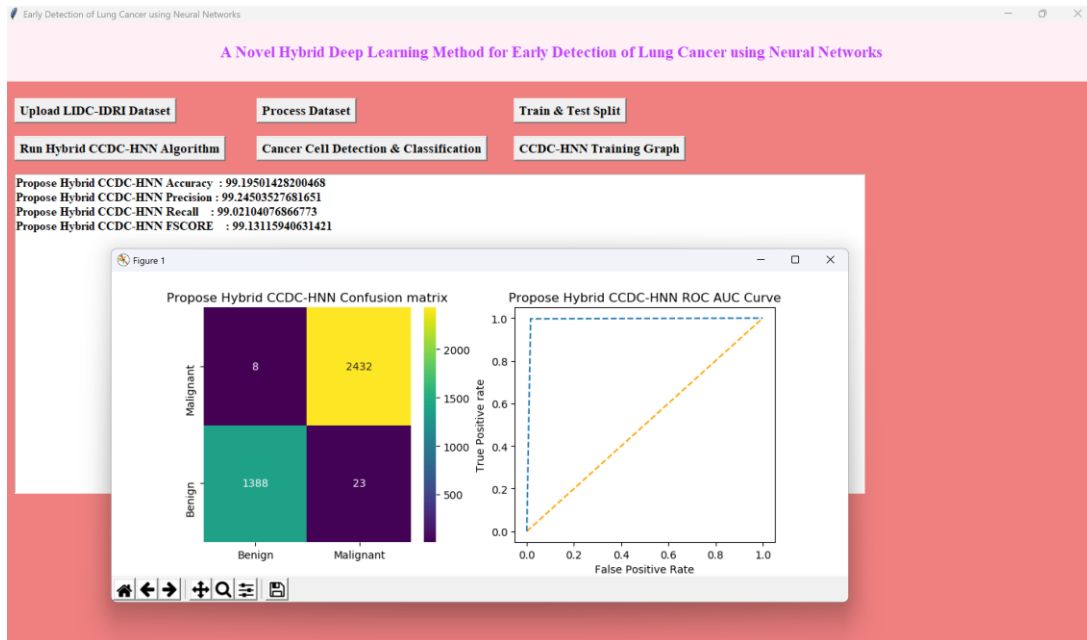 Early Detection of Lung Cancer using Neural Networks
A Novel Hybrid Deep Learning Method for Early Detection of Lung Cancer using Neural Networks
Upload LIDC-IDRI Dataset
Process Dataset
Train & Test Split
Run Hybrid CCDC-HNN Algorithm
Cancer Cell Detection & Classification
CCDC-HNN Training Graph
Propose Hybrid CCDC-HNN Accuracy : 99.19501428200468
Propose Hybrid CCDC-HNN Precision : 99.24503527681651
Propose Hybrid CCDC-HNN Recall : 99.02104076866773
Propose Hybrid CCDC-HNN FSCORE : 99.13115940631421
Figure 1
Propose Hybrid CCDC-HNN Confusion matrix
Malignant
8
2432
Benign
1388
23
Benign
Malignant
2000
1500
1000
500
Propose Hybrid CCDC-HNN ROC AUC Curve
True Positive rate
1.0
0.8
0.6
0.4
0.2
0.0
0.0
0.2
0.4
0.6
0.8
1.0
False Positive Rate